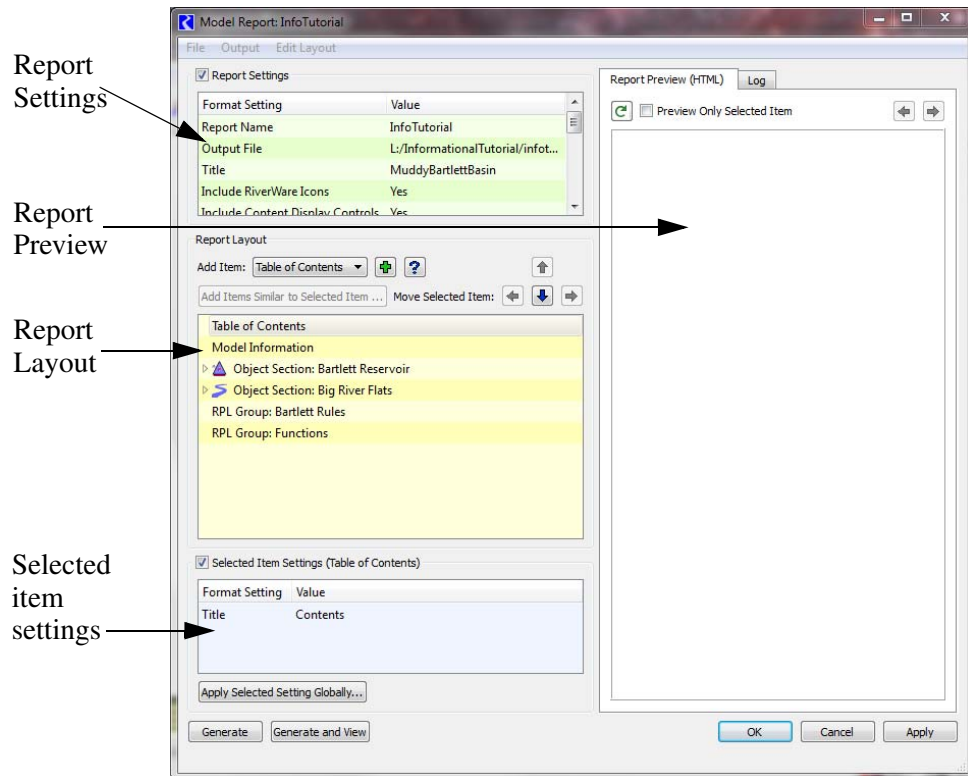 Model Report: InfoTutorial
File Output Edit Layout
Report
Settings
Report Settings
Format Setting Value
Report Name InfoTutorial
Output File L:/InformationalTutorial/infot...
Title MuddyBartlettBasin
Include RiverWare Icons Yes
Include Content Display Controls Yes
Report Preview (HTML) Log
Preview Only Selected Item
Report
Preview
Report Layout
Add Item: Table of Contents
Add Items Similar to Selected Item ... Move Selected Item:
Report
Layout
Table of Contents
Model Information
Object Section: Bartlett Reservoir
Object Section: Big River Flats
RPL Group: Bartlett Rules
RPL Group: Functions
Selected
item
settings
Selected Item Settings (Table of Contents)
Format Setting Value
Title Contents
Apply Selected Setting Globally...
Generate Generate and View OK Cancel Apply